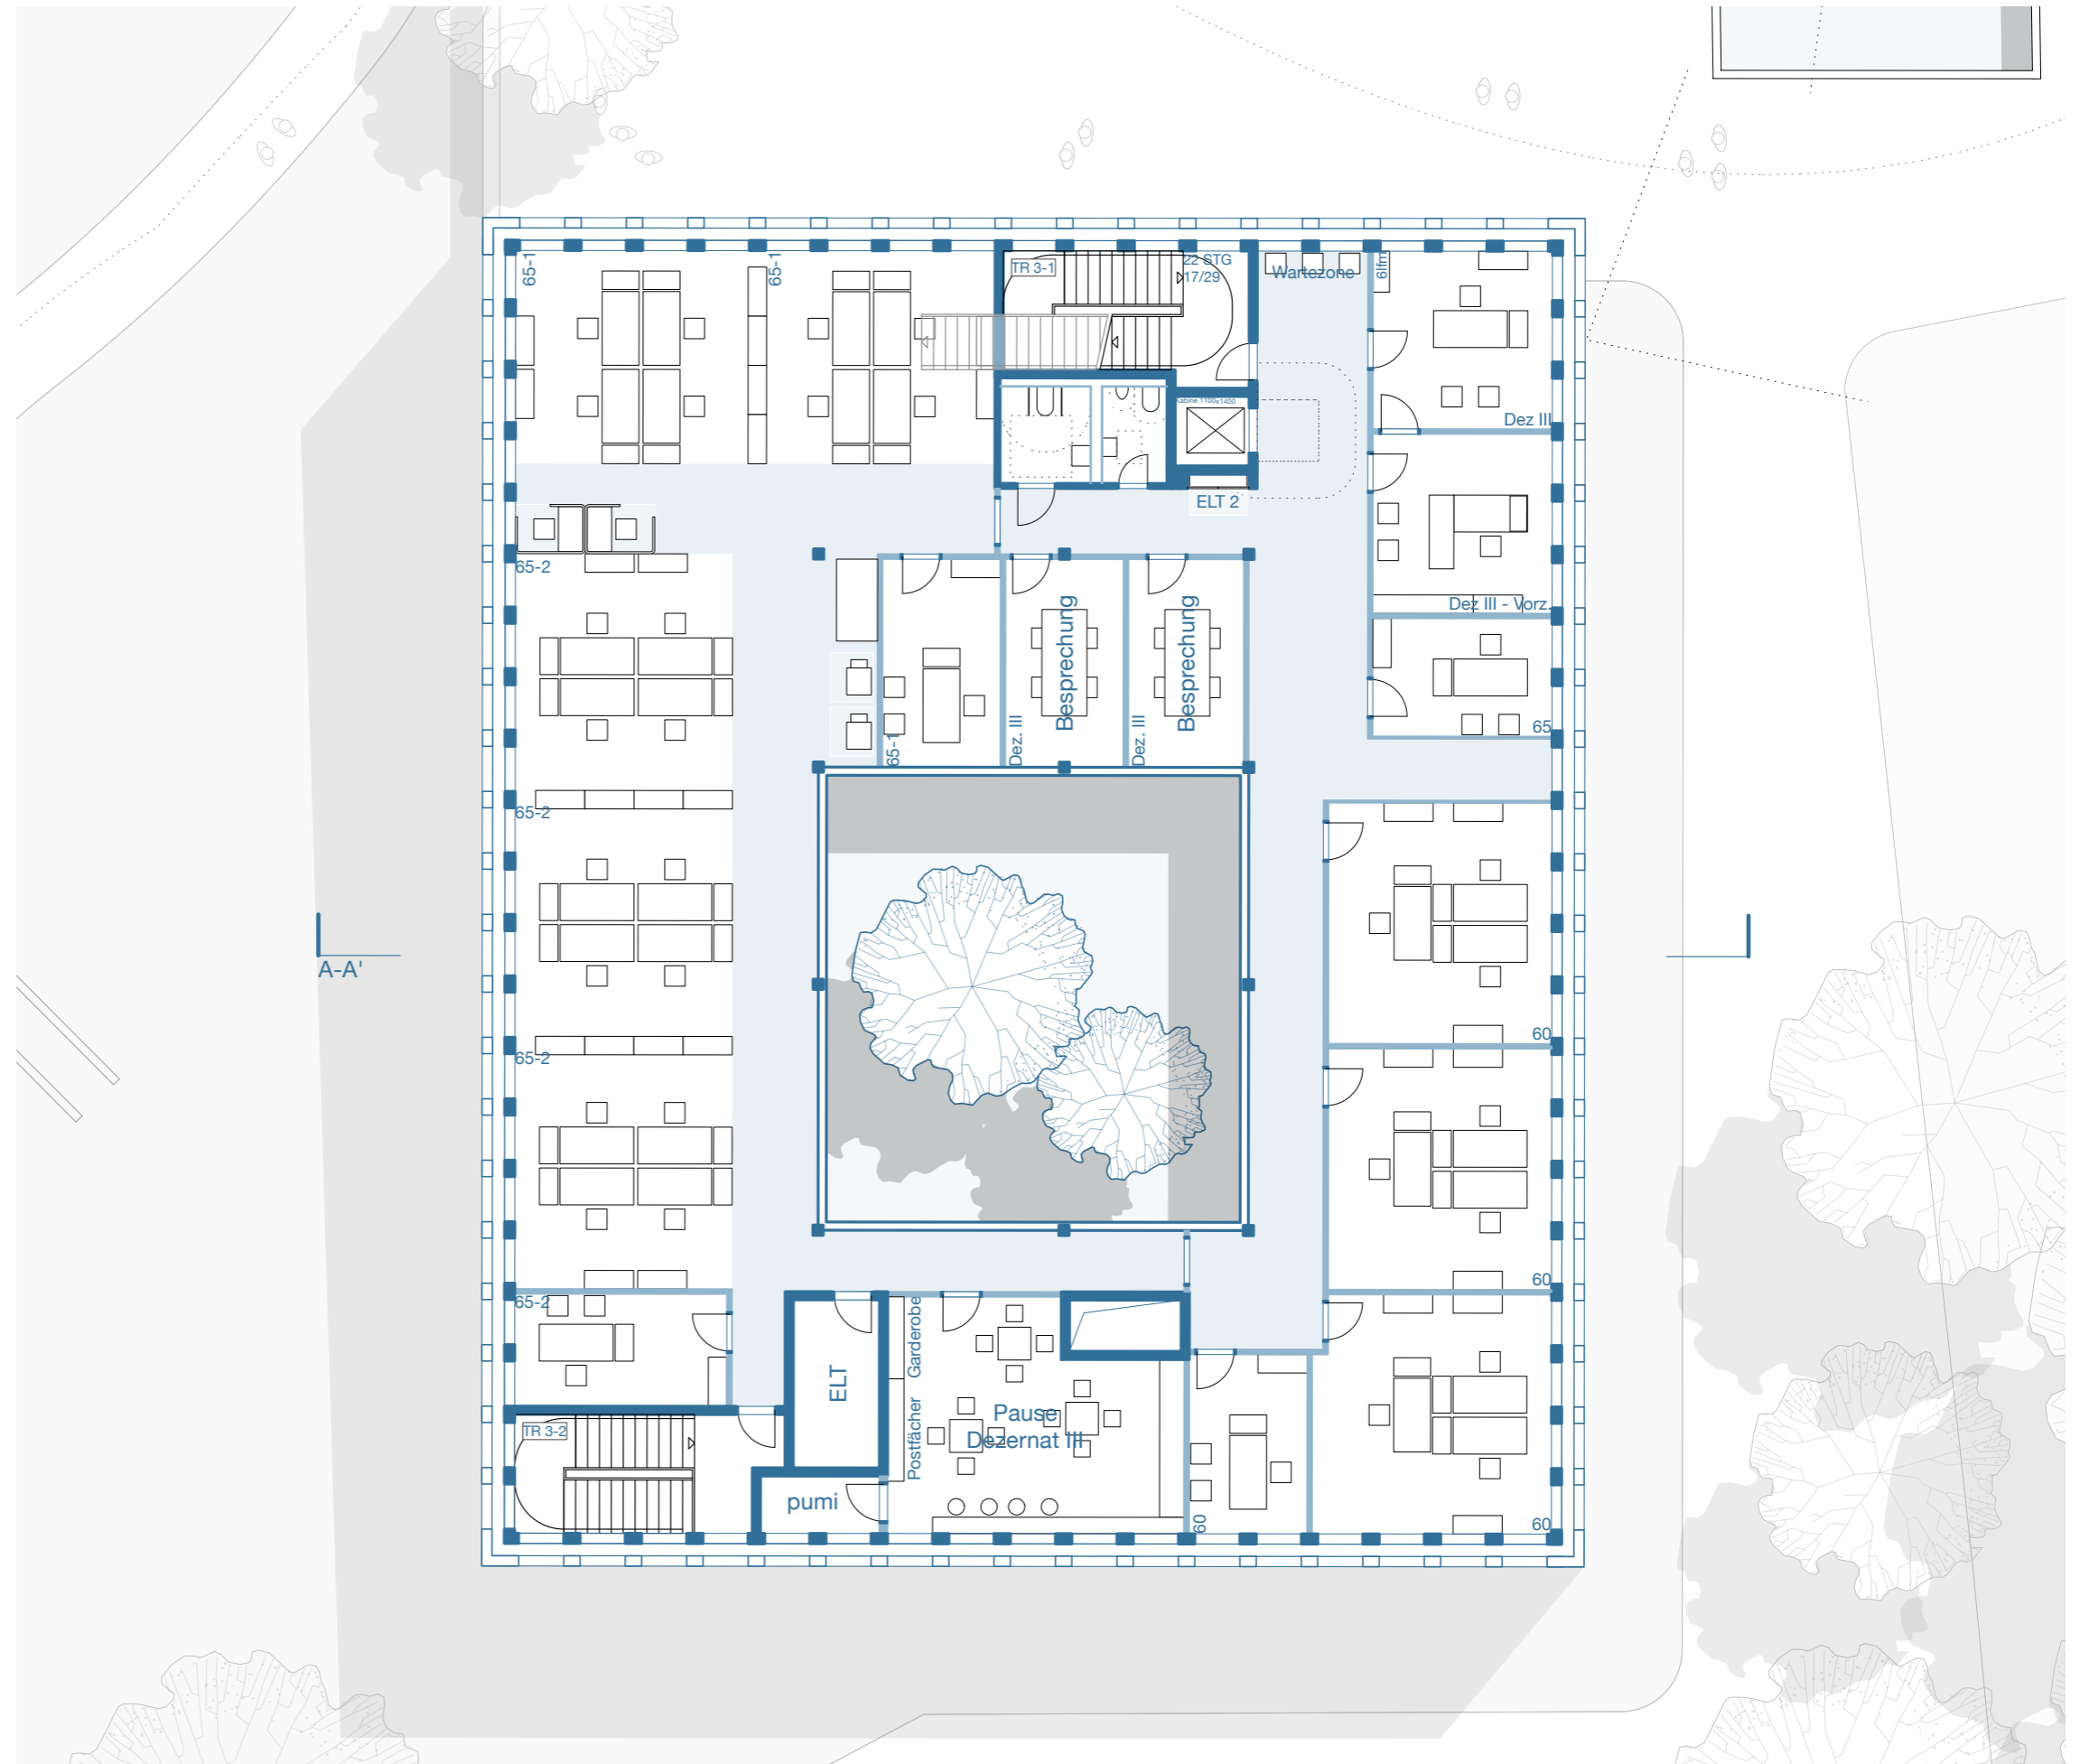 65-1
65-1
TR 3-1
22 STG
17/29
Wartezone
6lfm
Kabine 1100x1400
Dez III
ELT 2
65-2
Dez III - Vorz.
Besprechung
Besprechung
65-1
Dez. III
Dez. III
65
65-2
A-A'
60
65-2
60
65-2
Garderobe
ELT
Postfächer
Pause
Dezernat III
TR 3-2
pumi
60
60